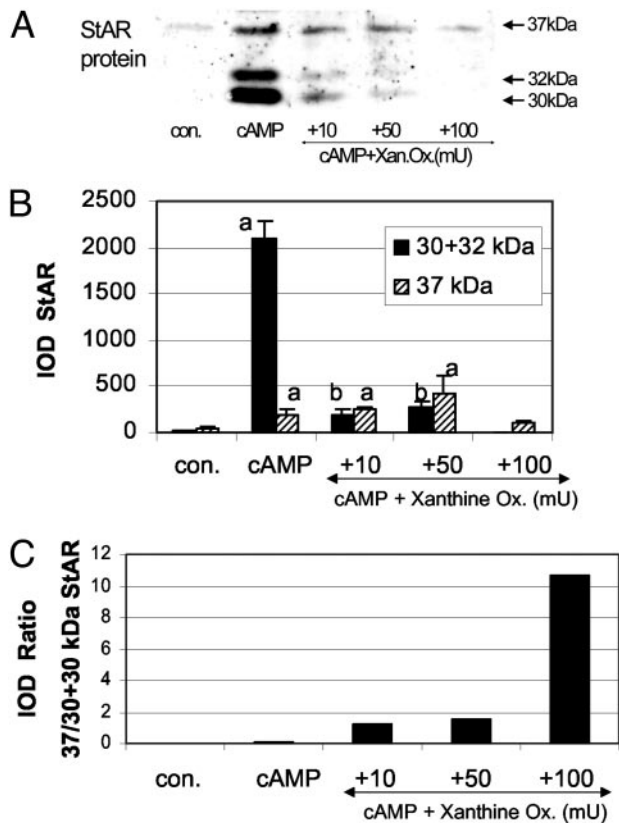 A
StAR
protein
37kDa
32kDa
30kDa
con. cAMP +10 +50 +100
cAMP+Xan.Ox.(mU)
B
2500
2000
1500
1000
500
0
IOD StAR
30+32 kDa
37 kDa
a
a
b
a
b
a
con. cAMP +10 +50 +100
cAMP + Xanthine Ox. (mU)
C
12
10
8
6
4
2
0
IOD Ratio
37/30+30 kDa StAR
con. cAMP +10 +50 +100
cAMP + Xanthine Ox. (mU)